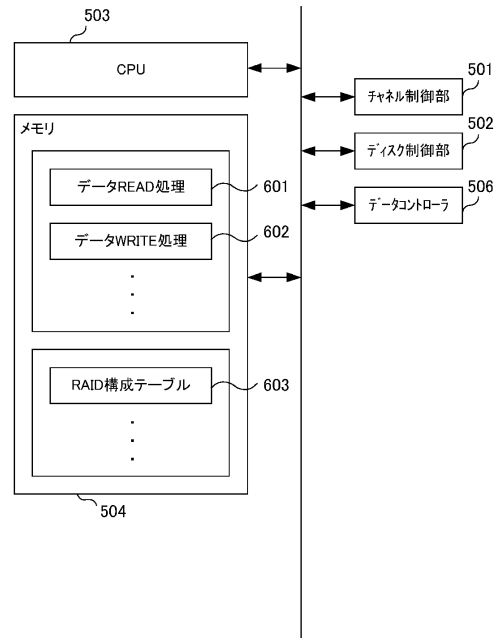 503
CPU
メモリ
データREAD処理
601
データWRITE処理
602
RAID構成テーブル
603
504
501
チャネル制御部
502
ディスク制御部
506
データコントローラ